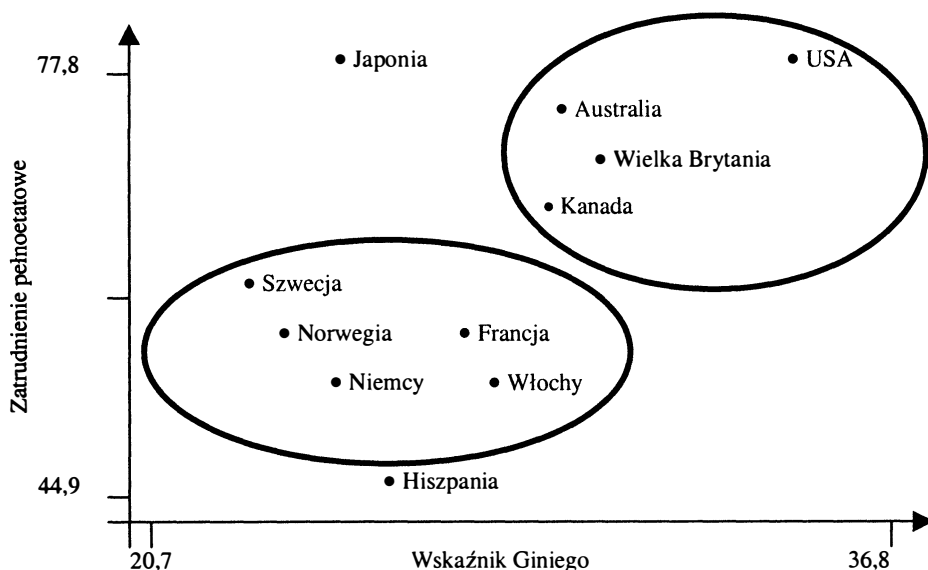 77,8
Japonia
USA
Australia
Wielka Brytania
Kanada
Zatrudnienie pełnoetatowe
Szwecja
Norwegia
Francja
Niemcy
Włochy
44,9
Hiszpania
20,7
Wskaźnik Giniego
36,8